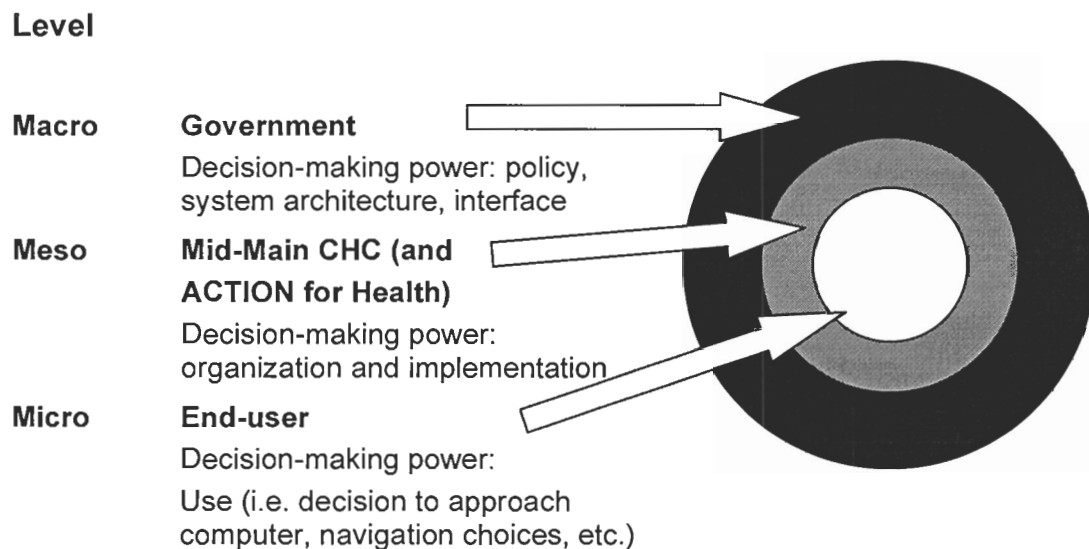 Level
Macro Government
Decision-making power: policy,
system architecture, interface
Meso Mid-Main CHC (and
ACTION for Health)
Decision-making power:
organization and implementation
Micro End-user
Decision-making power:
Use (i.e. decision to approach
computer, navigation choices, etc.)